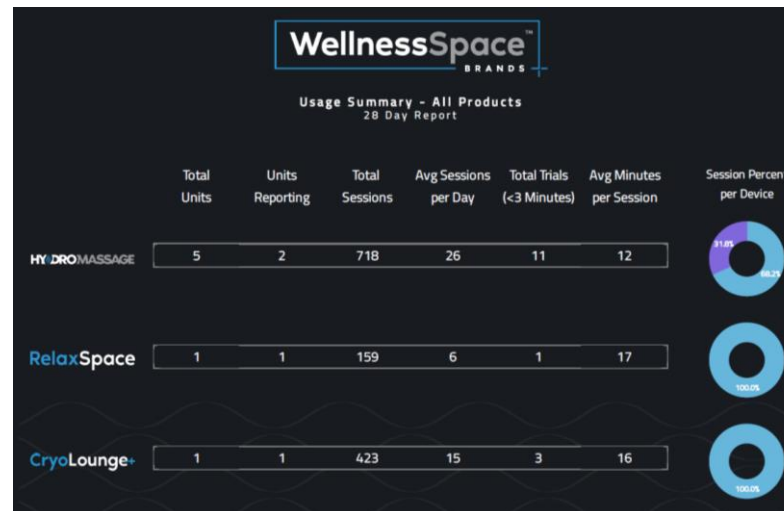 WellnessSpace™
BRANDS
Usage Summary - All Products
28 Day Report
Total Units Total Avg Sessions Total Trials Avg Minutes Session Percen
Units Reporting Sessions per Day (<3 Minutes) per Session per Device
HYDROMASSAGE 5 2 718 26 11 12
31.8%
68.2%
RelaxSpace 1 1 159 6 1 17
100.0%
CryoLounge+ 1 1 423 15 3 16
100.0%